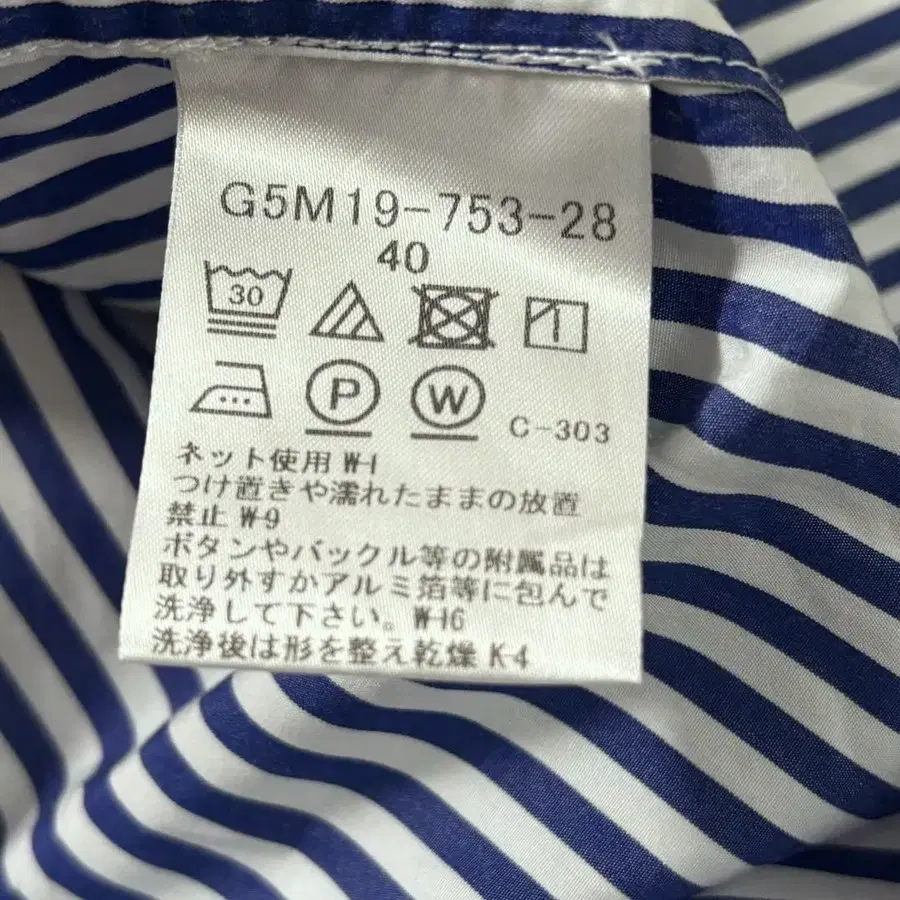 G5M19-753-28
40
30
P W C-303
ネット使用 W-1
つけ置きや濡れたままの放置
禁止 W-9
ボタンやバックル等の附属品は
取り外すかアルミ箔等に包んで
洗浄して下さい。W-16
洗浄後は形を整え乾燥 K-4